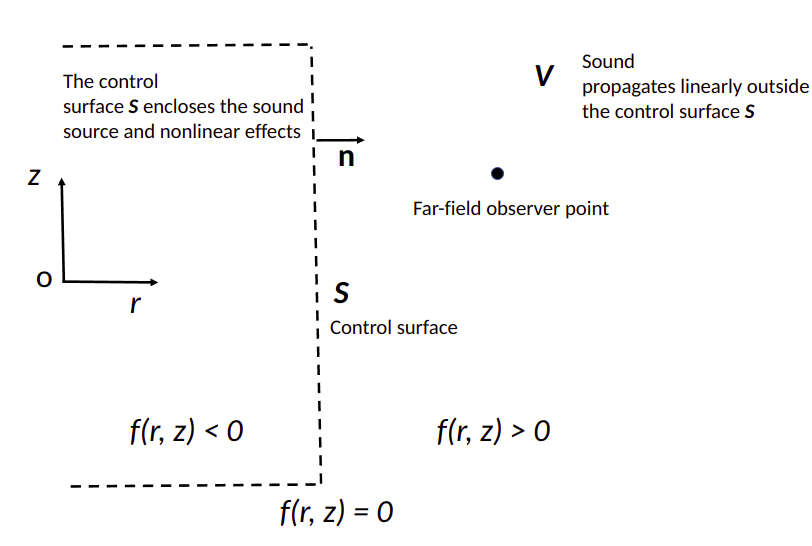 The control
surface S encloses the sound
source and nonlinear effects
V
Sound
propagates linearly outside
the control surface S
n
z
Far-field observer point
o
r
S
Control surface
f(r, z) < 0
f(r, z) > 0
f(r, z) = 0